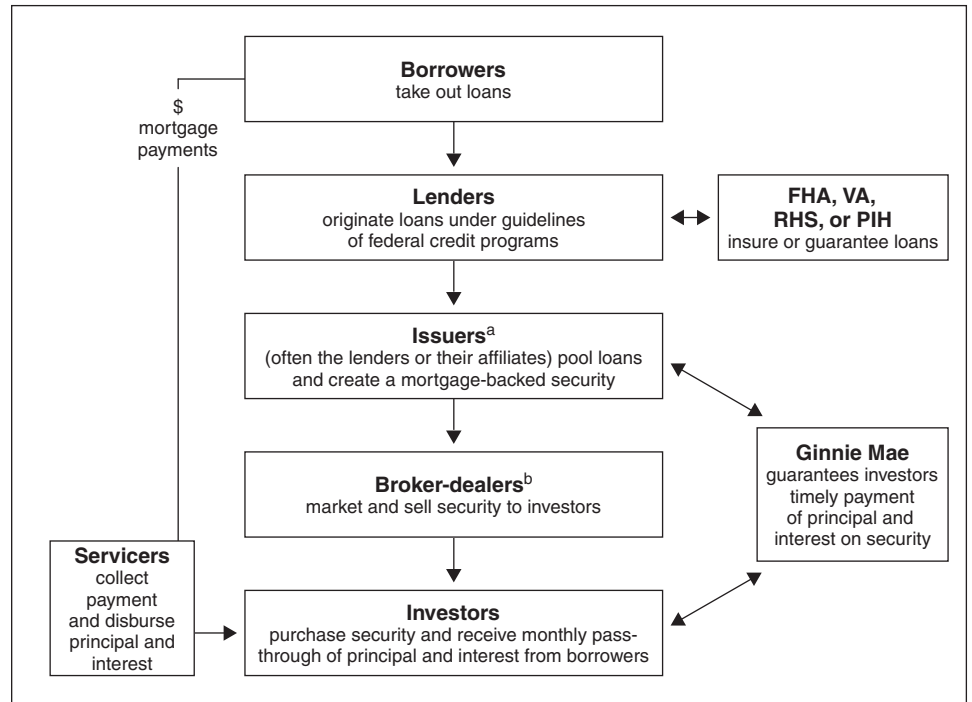 Borrowers
take out loans
$
mortgage
payments
Lenders
originate loans under guidelines
of federal credit programs
FHA, VA,
RHS, or PIH
insure or guarantee loans
Issuersa
(often the lenders or their affiliates) pool loans
and create a mortgage-backed security
Ginnie Mae
guarantees investors
timely payment
of principal and
interest on security
Broker-dealersb
market and sell security to investors
Servicers
collect
payment
and disburse
principal and
interest
Investors
purchase security and receive monthly pass-
through of principal and interest from borrowers